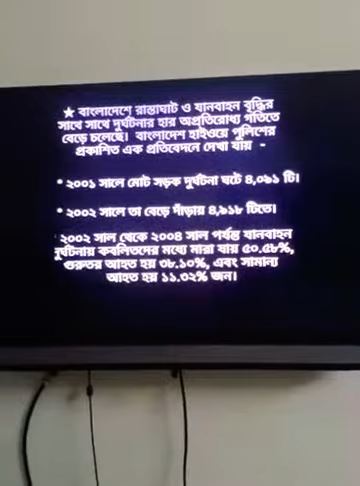 ★ বাংলাদেশে রাস্তাঘাট ও যানবাহন বৃদ্ধির
সাথে সাথে দুর্ঘটনার হার অপ্রতিরোধ্য গতিতে
বেড়ে চলেছে। বাংলাদেশ হাইওয়ে পুলিশের
প্রকাশিত এক প্রতিবেদনে দেখা যায় -
* ২০০১ সালে মোট সড়ক দুর্ঘটনা ঘটে ৪,০৯১ টি।
* ২০০২ সালে তা বেড়ে দাঁড়ায় ৪,৯১৮ টিতে।
২০০২ সাল থেকে ২০০৪ সাল পর্যন্ত যানবাহন
দুর্ঘটনায় কবলিতদের মধ্যে মারা যায় ৫০.৫৮%,
গুরুতর আহত হয় ৩৮.১০%, এবং সামান্য
আহত হয় ১১.৩২% জন।